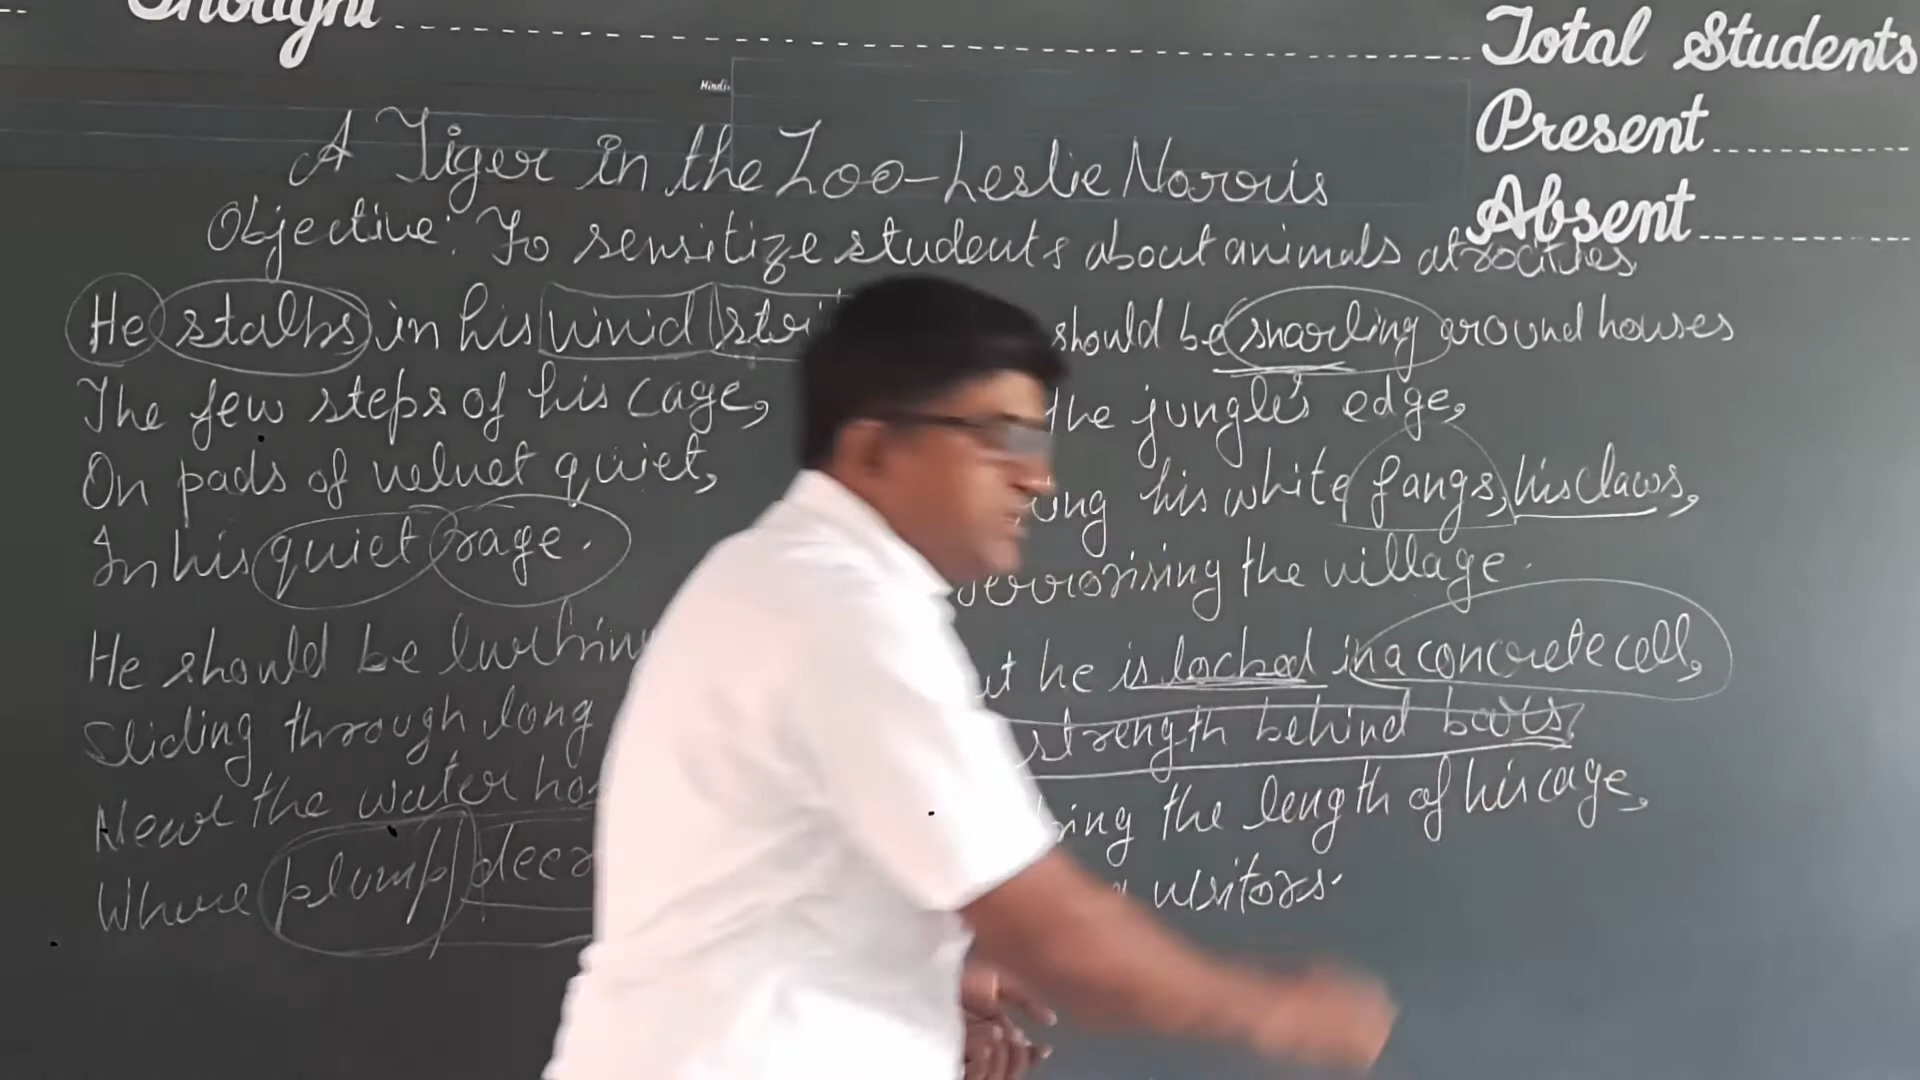 Thought
Total Students
Present
Absent
Hindi
A Tiger in the Zoo-Leslie Norris
Objective: To sensitize students about animals atrocities
He stalks in his vivid
The few steps of his cage,
On pads of velvet quiet,
In his quiet rage.
He should be
Sliding through long
Near the water
Where plump deer
should be snarling around houses
the jungle's edge,
his white fangs, his claws,
terrorising the village.
he is locked in a concrete cell,
strength behind bars,
the length of his cage,
visitors.